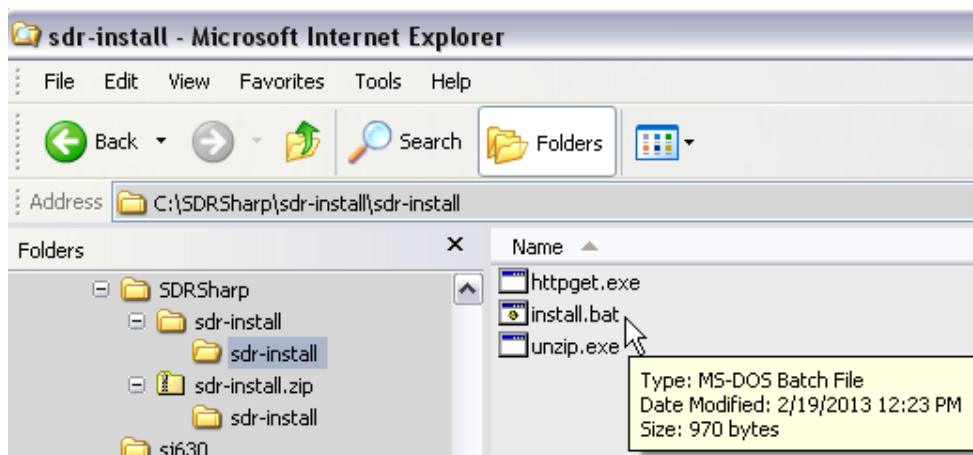 sdr-install - Microsoft Internet Explorer
File Edit View Favorites Tools Help
Back Search Folders
Address C:\SDRSharp\sdr-install\sdr-install
Folders x Name
SDRSharp
sdr-install
sdr-install
sdr-install.zip
sdr-install
si630
httpget.exe
install.bat
unzip.exe
Type: MS-DOS Batch File
Date Modified: 2/19/2013 12:23 PM
Size: 970 bytes